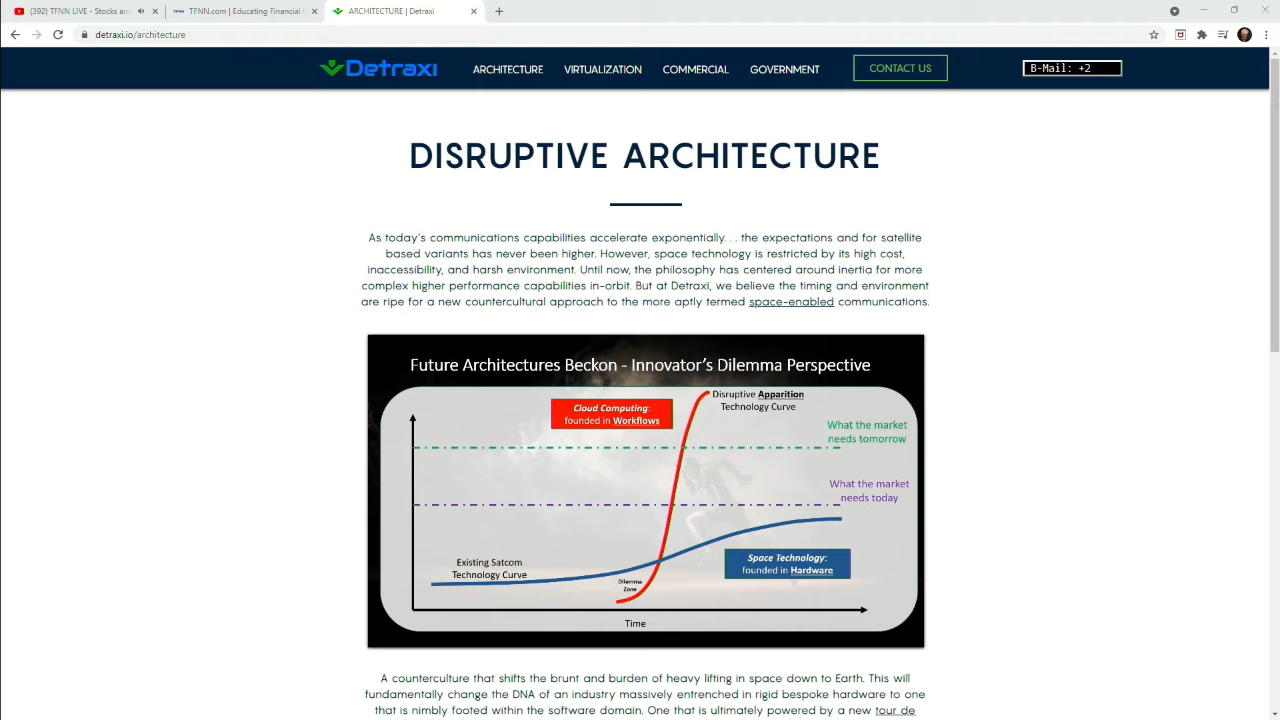 (392) TFNN LIVE - Stocks an
TFNN.com | Educating Financial
ARCHITECTURE | Detraxi
detraxi.io/architecture
Detraxi
ARCHITECTURE
VIRTUALIZATION
COMMERCIAL
GOVERNMENT
CONTACT US
B-Mail: +2
DISRUPTIVE ARCHITECTURE
As today's communications capabilities accelerate exponentially. . . the expectations and for satellite
based variants has never been higher. However, space technology is restricted by its high cost,
inaccessibility, and harsh environment. Until now, the philosophy has centered around inertia for more
complex higher performance capabilities in-orbit. But at Detraxi, we believe the timing and environment
are ripe for a new countercultural approach to the more aptly termed space-enabled communications.
Future Architectures Beckon - Innovator's Dilemma Perspective
Cloud Computing:
founded in Workflows
Disruptive Apparition
Technology Curve
What the market
needs tomorrow
What the market
needs today
Existing Satcom
Technology Curve
Dilemma
Zone
Space Technology:
founded in Hardware
Time
A counterculture that shifts the brunt and burden of heavy lifting in space down to Earth. This will
fundamentally change the DNA of an industry massively entrenched in rigid bespoke hardware to one
that is nimbly footed within the software domain. One that is ultimately powered by a new tour de